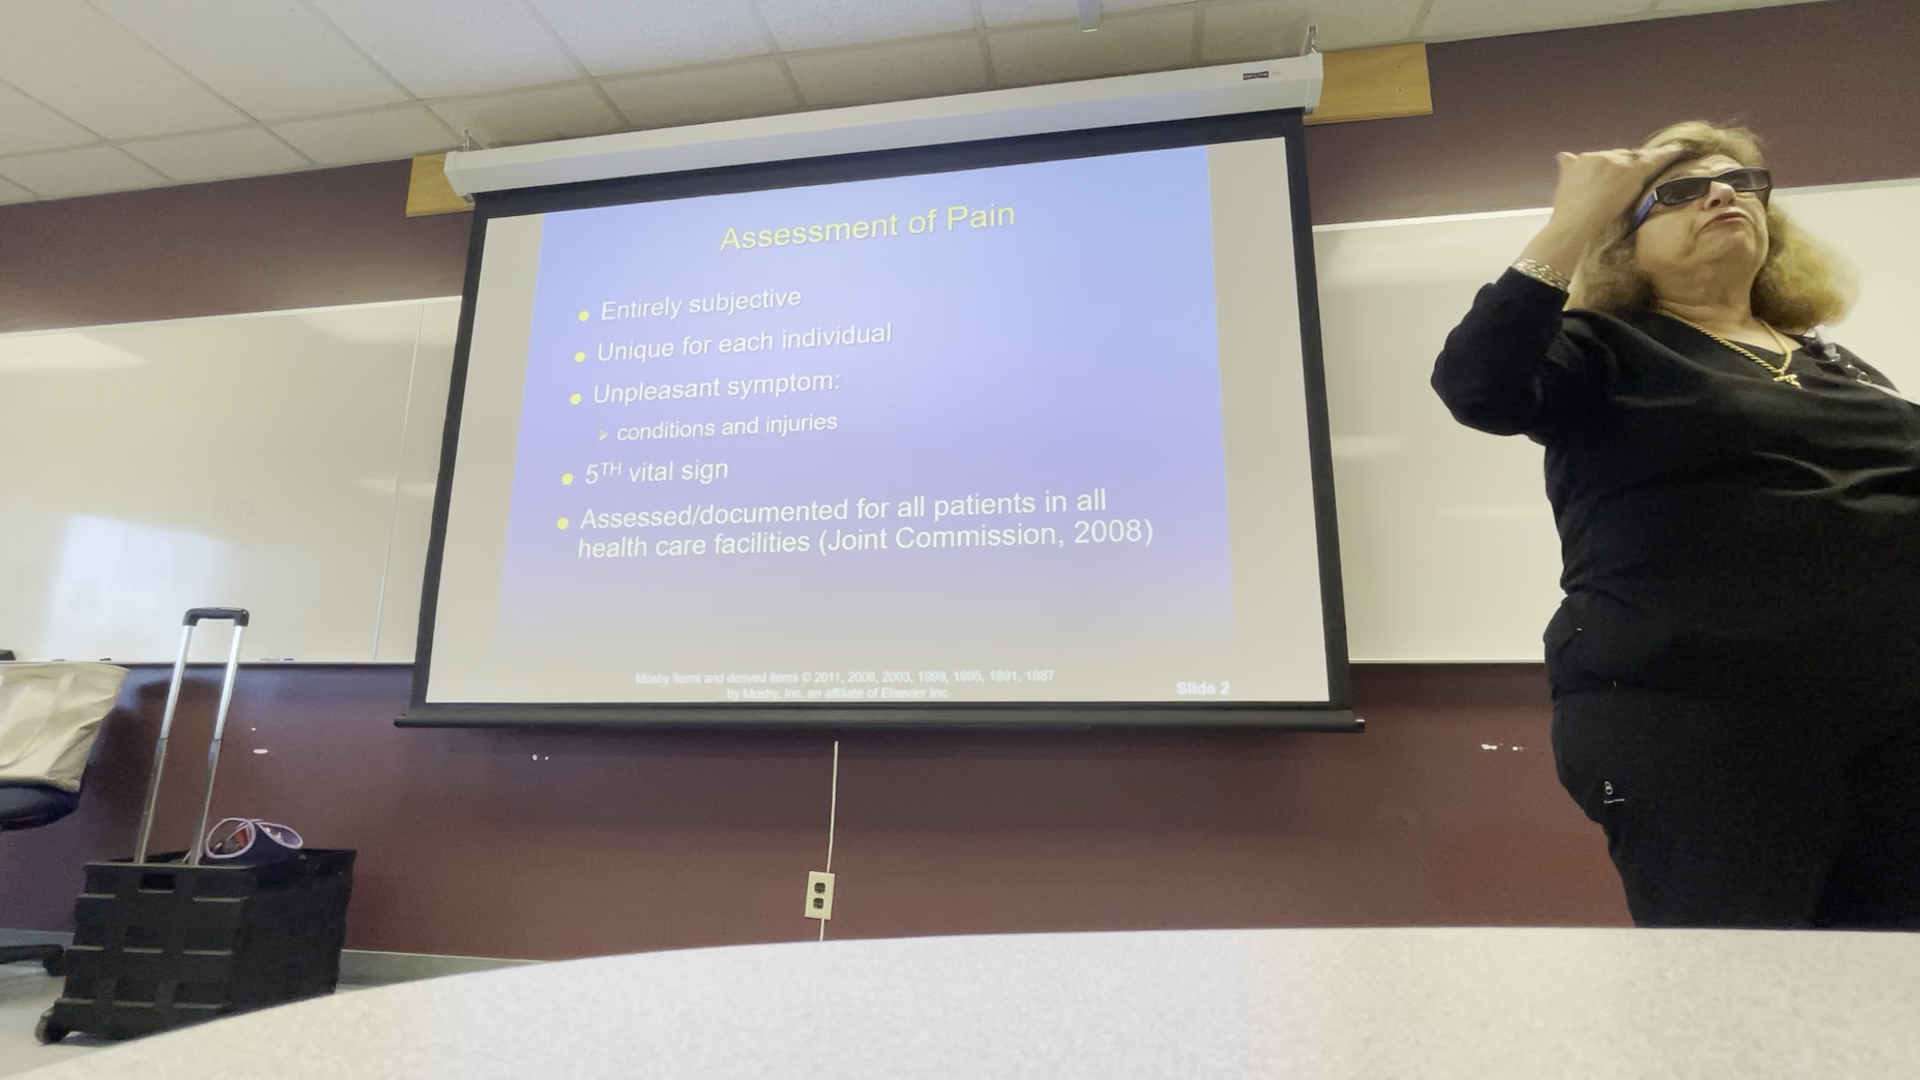 Assessment of Pain
Entirely subjective
Unique for each individual
Unpleasant symptom:
conditions and injuries
5TH vital sign
Assessed/documented for all patients in all
health care facilities (Joint Commission, 2008)
Mosby items and derived items © 2011, 2006, 2003, 1999, 1995, 1991, 1987
by Mosby, Inc. an affiliate of Elsevier Inc.
Slide 2